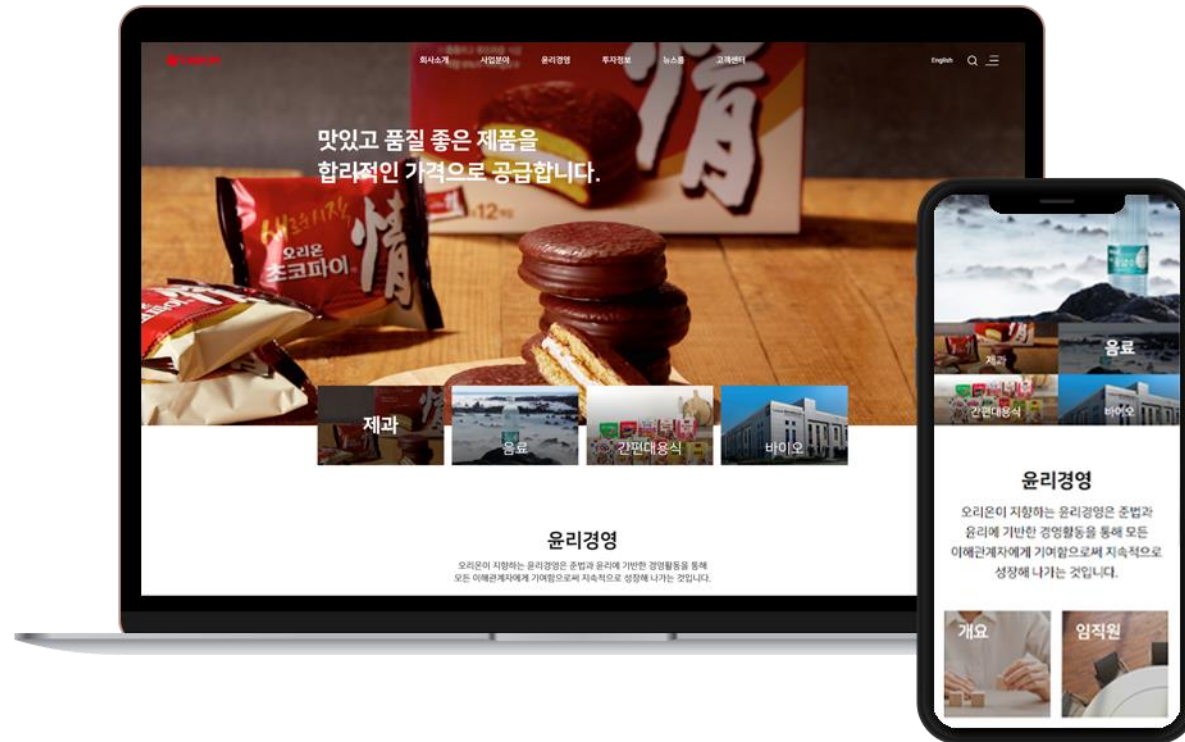 회사소개 사업분야 윤리경영 투자정보 뉴스룸 고객센터 English
맛있고 품질 좋은 제품을
합리적인 가격으로 공급합니다.
새로운 시작,
情
오리온
초코파이
情
情
12개입
제과
음료
간편대용식
바이오
윤리경영
오리온이 지향하는 윤리경영은 준법과 윤리에 기반한 경영활동을 통해
모든 이해관계자에게 기여함으로써 지속적으로 성장해 나가는 것입니다.
제과
음료
간편대용식
바이오
윤리경영
오리온이 지향하는 윤리경영은 준법과
윤리에 기반한 경영활동을 통해 모든
이해관계자에게 기여함으로써 지속적으로
성장해 나가는 것입니다.
개요
임직원